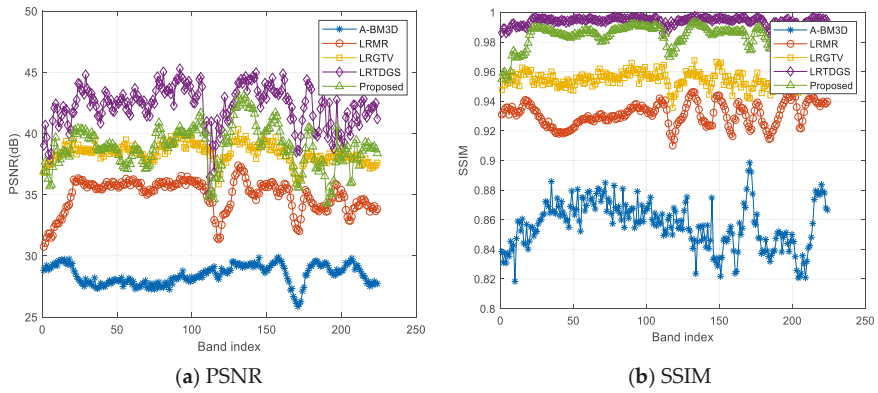 50
45
40
35
30
25
PSNR(dB)
0
50
100
150
200
250
Band index
A-BM3D
LRMR
LRGTV
LRTDGS
Proposed
(a) PSNR
1
0.98
0.96
0.94
0.92
0.9
0.88
0.86
0.84
0.82
0.8
SSIM
0
50
100
150
200
250
Band index
A-BM3D
LRMR
LRGTV
LRTDGS
Proposed
(b) SSIM